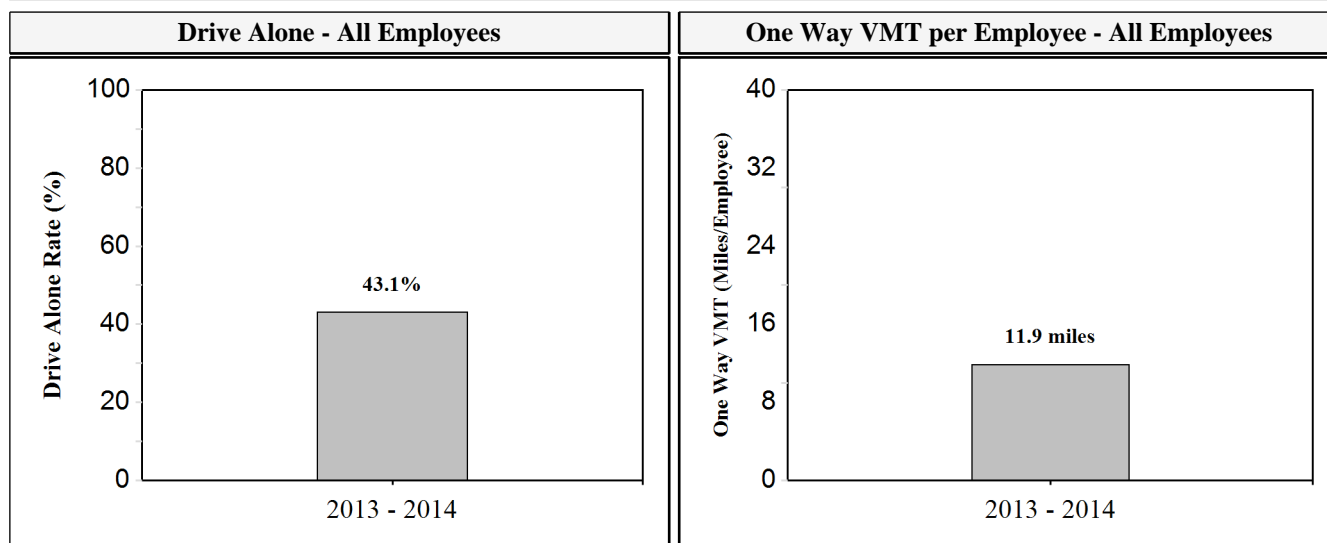 Drive Alone - All Employees
Drive Alone Rate (%)
100
80
60
40
20
0
43.1%
2013 - 2014
One Way VMT per Employee - All Employees
One Way VMT (Miles/Employee)
40
32
24
16
8
0
11.9 miles
2013 - 2014